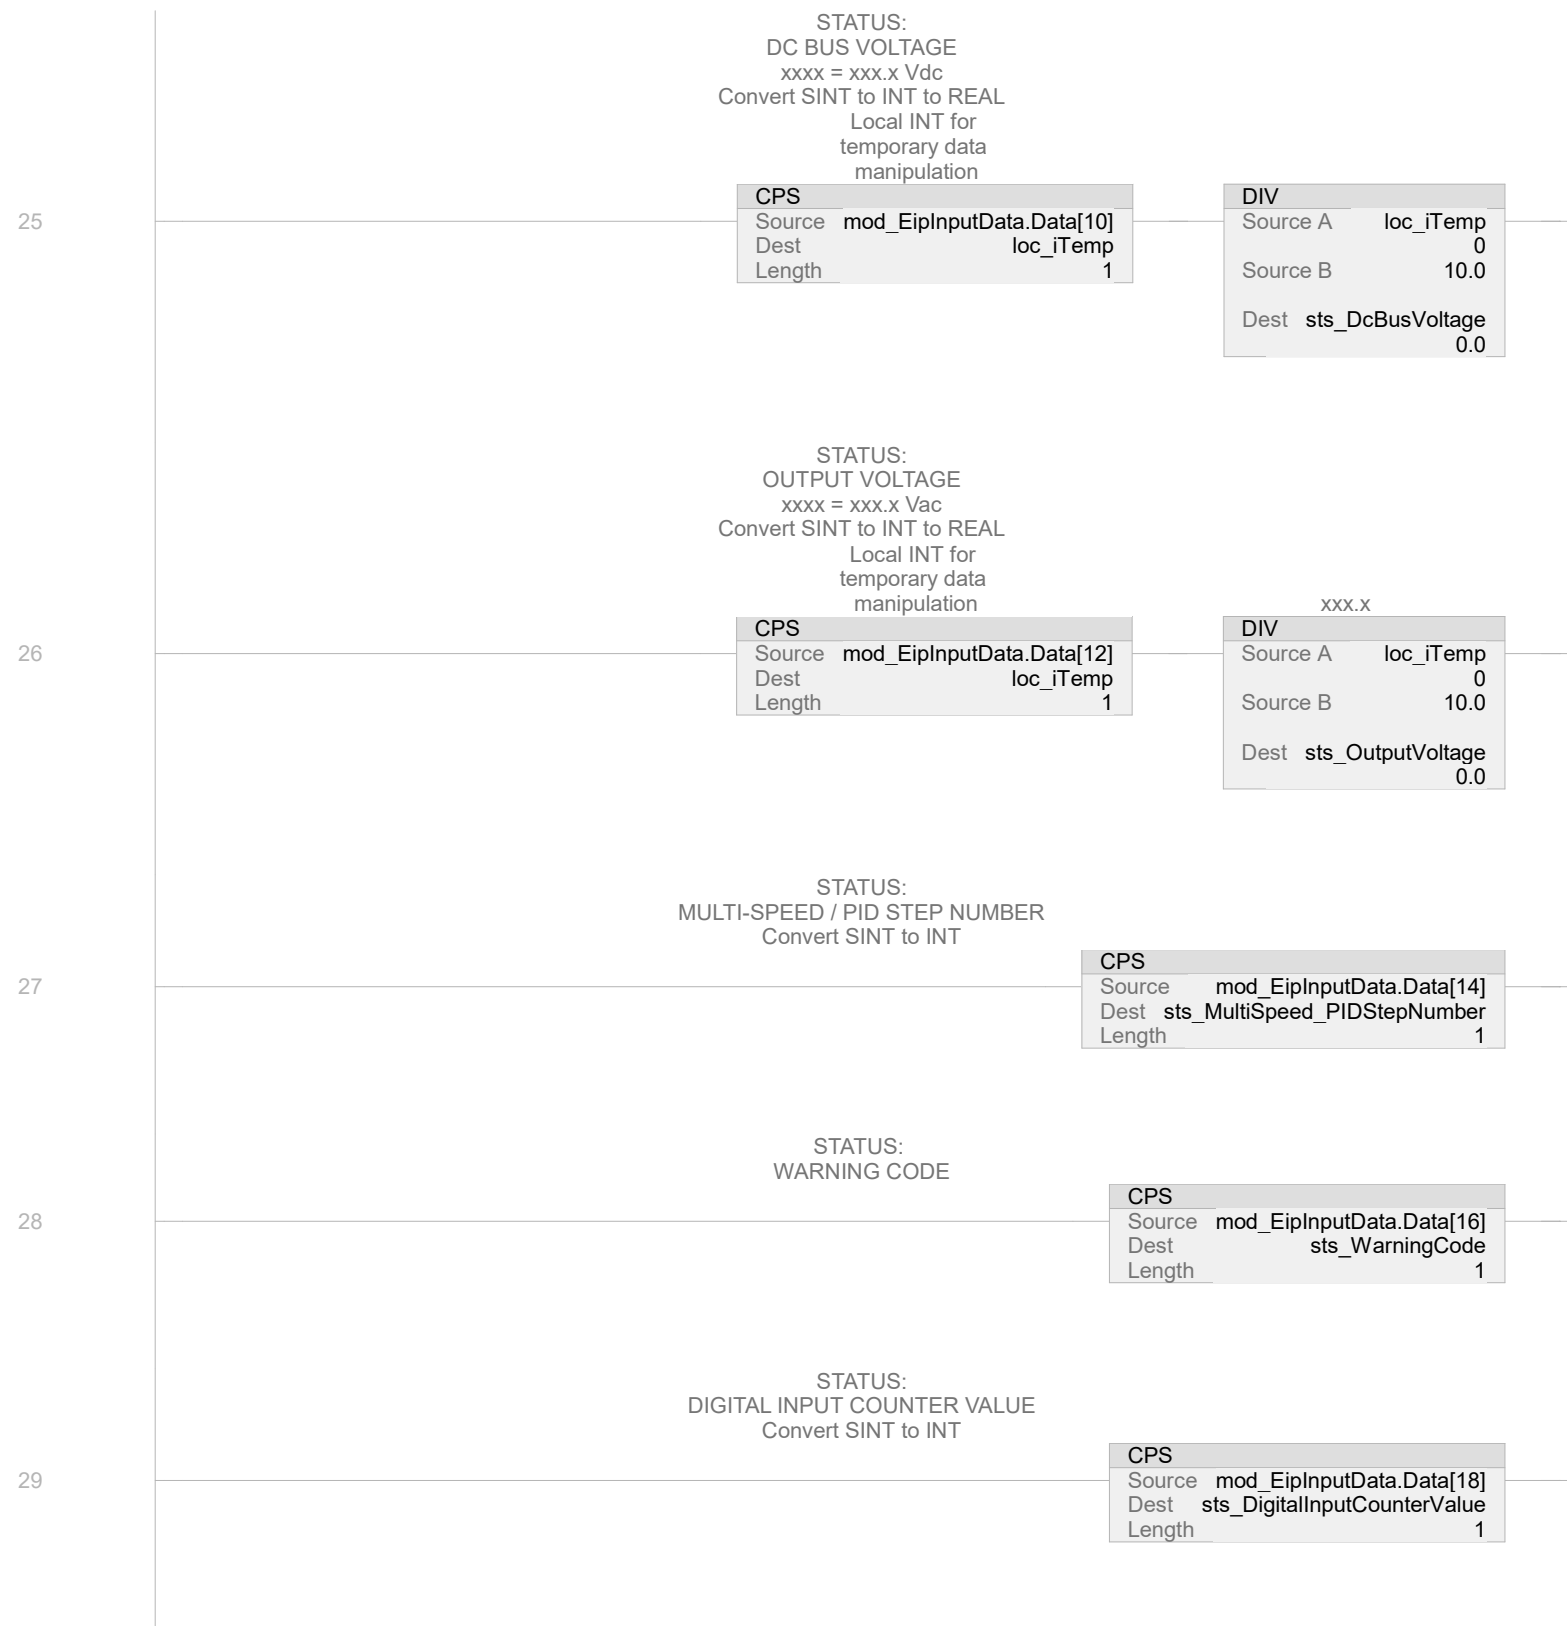 STATUS:
DC BUS VOLTAGE
xxxx = xxx.x Vdc
Convert SINT to INT to REAL
Local INT for
temporary data
manipulation
CPS
Source mod_EipInputData.Data[10]
Dest loc_iTemp
Length 1
DIV
Source A loc_iTemp
0
Source B 10.0
Dest sts_DcBusVoltage
0.0
25
STATUS:
OUTPUT VOLTAGE
xxxx = xxx.x Vac
Convert SINT to INT to REAL
Local INT for
temporary data
manipulation
CPS
Source mod_EipInputData.Data[12]
Dest loc_iTemp
Length 1
xxx.x
DIV
Source A loc_iTemp
0
Source B 10.0
Dest sts_OutputVoltage
0.0
26
STATUS:
MULTI-SPEED / PID STEP NUMBER
Convert SINT to INT
CPS
Source mod_EipInputData.Data[14]
Dest sts_MultiSpeed_PIDStepNumber
Length 1
27
STATUS:
WARNING CODE
CPS
Source mod_EipInputData.Data[16]
Dest sts_WarningCode
Length 1
28
STATUS:
DIGITAL INPUT COUNTER VALUE
Convert SINT to INT
CPS
Source mod_EipInputData.Data[18]
Dest sts_DigitalInputCounterValue
Length 1
29